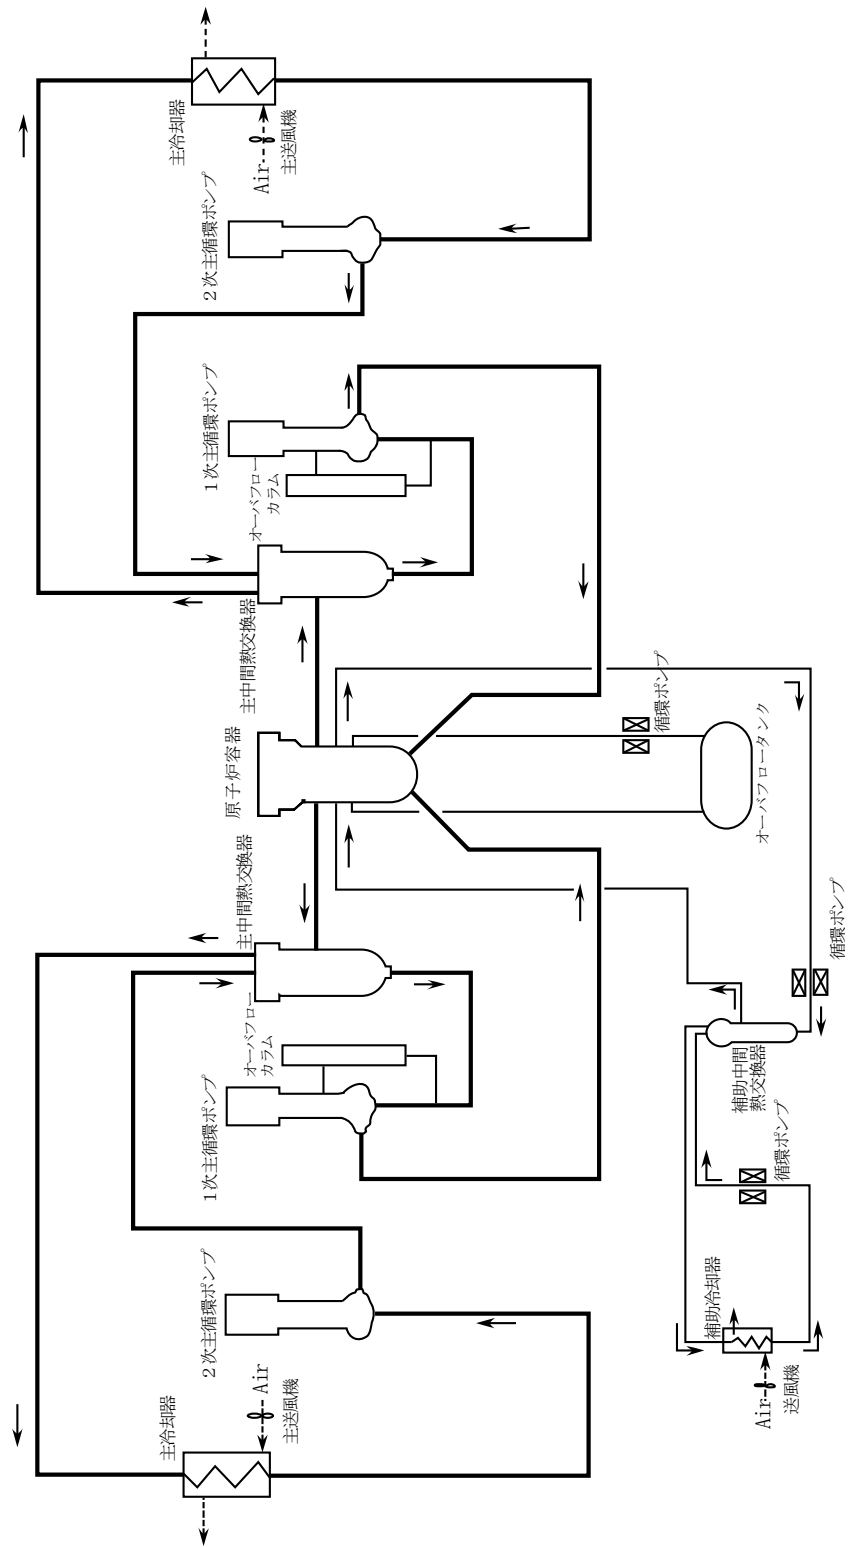 主冷却器
Air
主送風機
2次主循環ポンプ
1次主循環ポンプ
オーバフロー
カラム
主中間熱交換器
原子炉容器
循環ポンプ
オーバフロータンク
主中間熱交換器
オーバフロー
カラム
1次主循環ポンプ
2次主循環ポンプ
Air
主送風機
主冷却器
循環ポンプ
補助中間
熱交換器
循環ポンプ
補助冷却器
Air
送風機